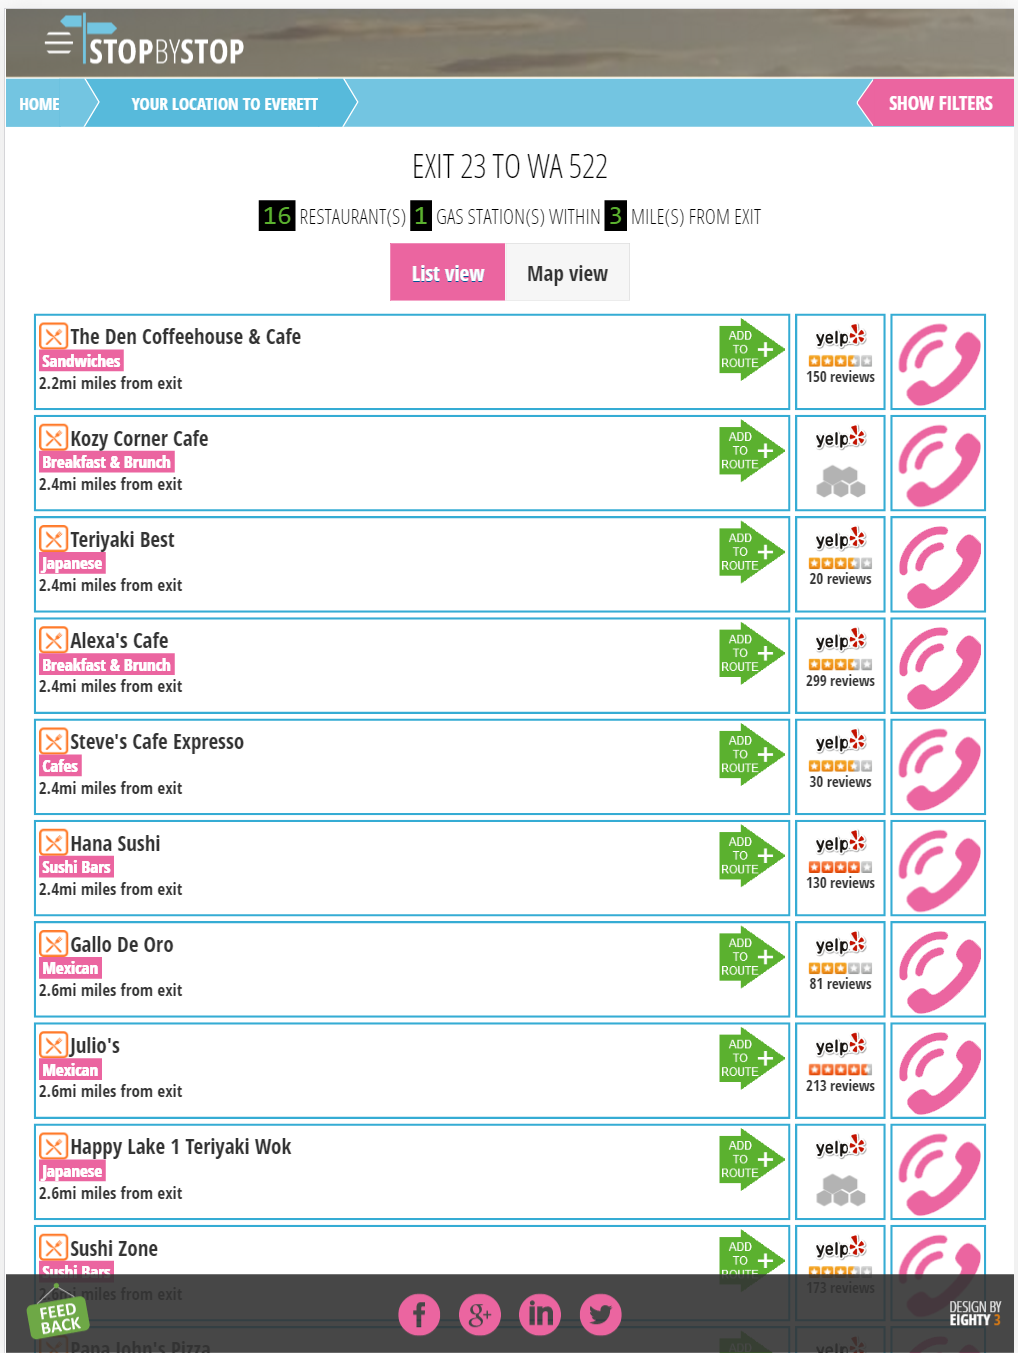 STOPBYSTOP
HOME
YOUR LOCATION TO EVERETT
SHOW FILTERS
EXIT 23 TO WA 522
16 RESTAURANT(S) 1 GAS STATION(S) WITHIN 3 MILE(S) FROM EXIT
List view
Map view
The Den Coffeehouse & Cafe
Sandwiches
2.2mi miles from exit
ADD
TO
ROUTE
yelp
150 reviews
Kozy Corner Cafe
Breakfast & Brunch
2.4mi miles from exit
ADD
TO
ROUTE
yelp
Teriyaki Best
Japanese
2.4mi miles from exit
ADD
TO
ROUTE
yelp
20 reviews
Alexa's Cafe
Breakfast & Brunch
2.4mi miles from exit
ADD
TO
ROUTE
yelp
299 reviews
Steve's Cafe Expresso
Cafes
2.4mi miles from exit
ADD
TO
ROUTE
yelp
30 reviews
Hana Sushi
Sushi Bars
2.4mi miles from exit
ADD
TO
ROUTE
yelp
130 reviews
Gallo De Oro
Mexican
2.6mi miles from exit
ADD
TO
ROUTE
yelp
81 reviews
Julio's
Mexican
2.6mi miles from exit
ADD
TO
ROUTE
yelp
213 reviews
Happy Lake 1 Teriyaki Wok
Japanese
2.6mi miles from exit
ADD
TO
ROUTE
yelp
Sushi Zone
Sushi Bars
2.6mi miles from exit
ADD
TO
ROUTE
yelp
173 reviews
Papa John's Pizza
ADD
yelp
FEED
BACK
f
g+
in
DESIGN BY
EIGHTY 3